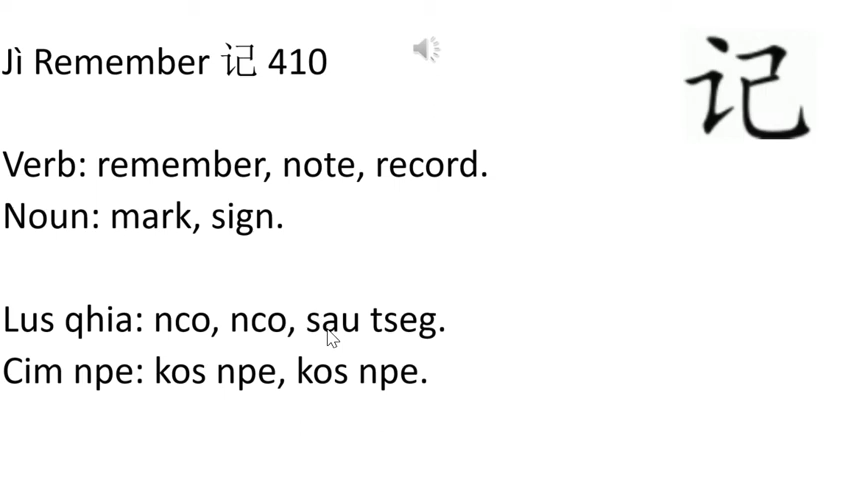 Jì Remember 记 410
记
Verb: remember, note, record.
Noun: mark, sign.
Lus qhia: nco, nco, sau tseg.
Cim npe: kos npe, kos npe.